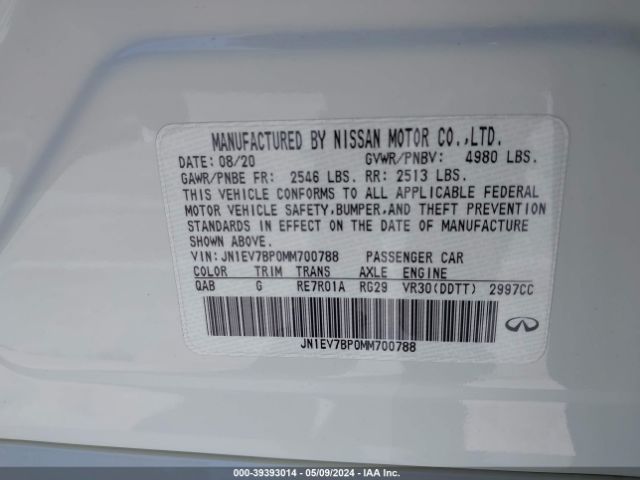 MANUFACTURED BY NISSAN MOTOR CO.,LTD.
DATE: 08/20 GVWR/PNBV: 4980 LBS.
GAWR/PNBE FR: 2546 LBS. RR: 2513 LBS.
THIS VEHICLE CONFORMS TO ALL APPLICABLE FEDERAL
MOTOR VEHICLE SAFETY,BUMPER,AND THEFT PREVENTION
STANDARDS IN EFFECT ON THE DATE OF MANUFACTURE
SHOWN ABOVE.
VIN: JN1EV7BP0MM700788 PASSENGER CAR
COLOR TRIM TRANS AXLE ENGINE
QAB G RE7R01A RG29 VR30(DDTT) 2997CC
JN1EV7BP0MM700788
000-39393014 - 05/09/2024 - IAA